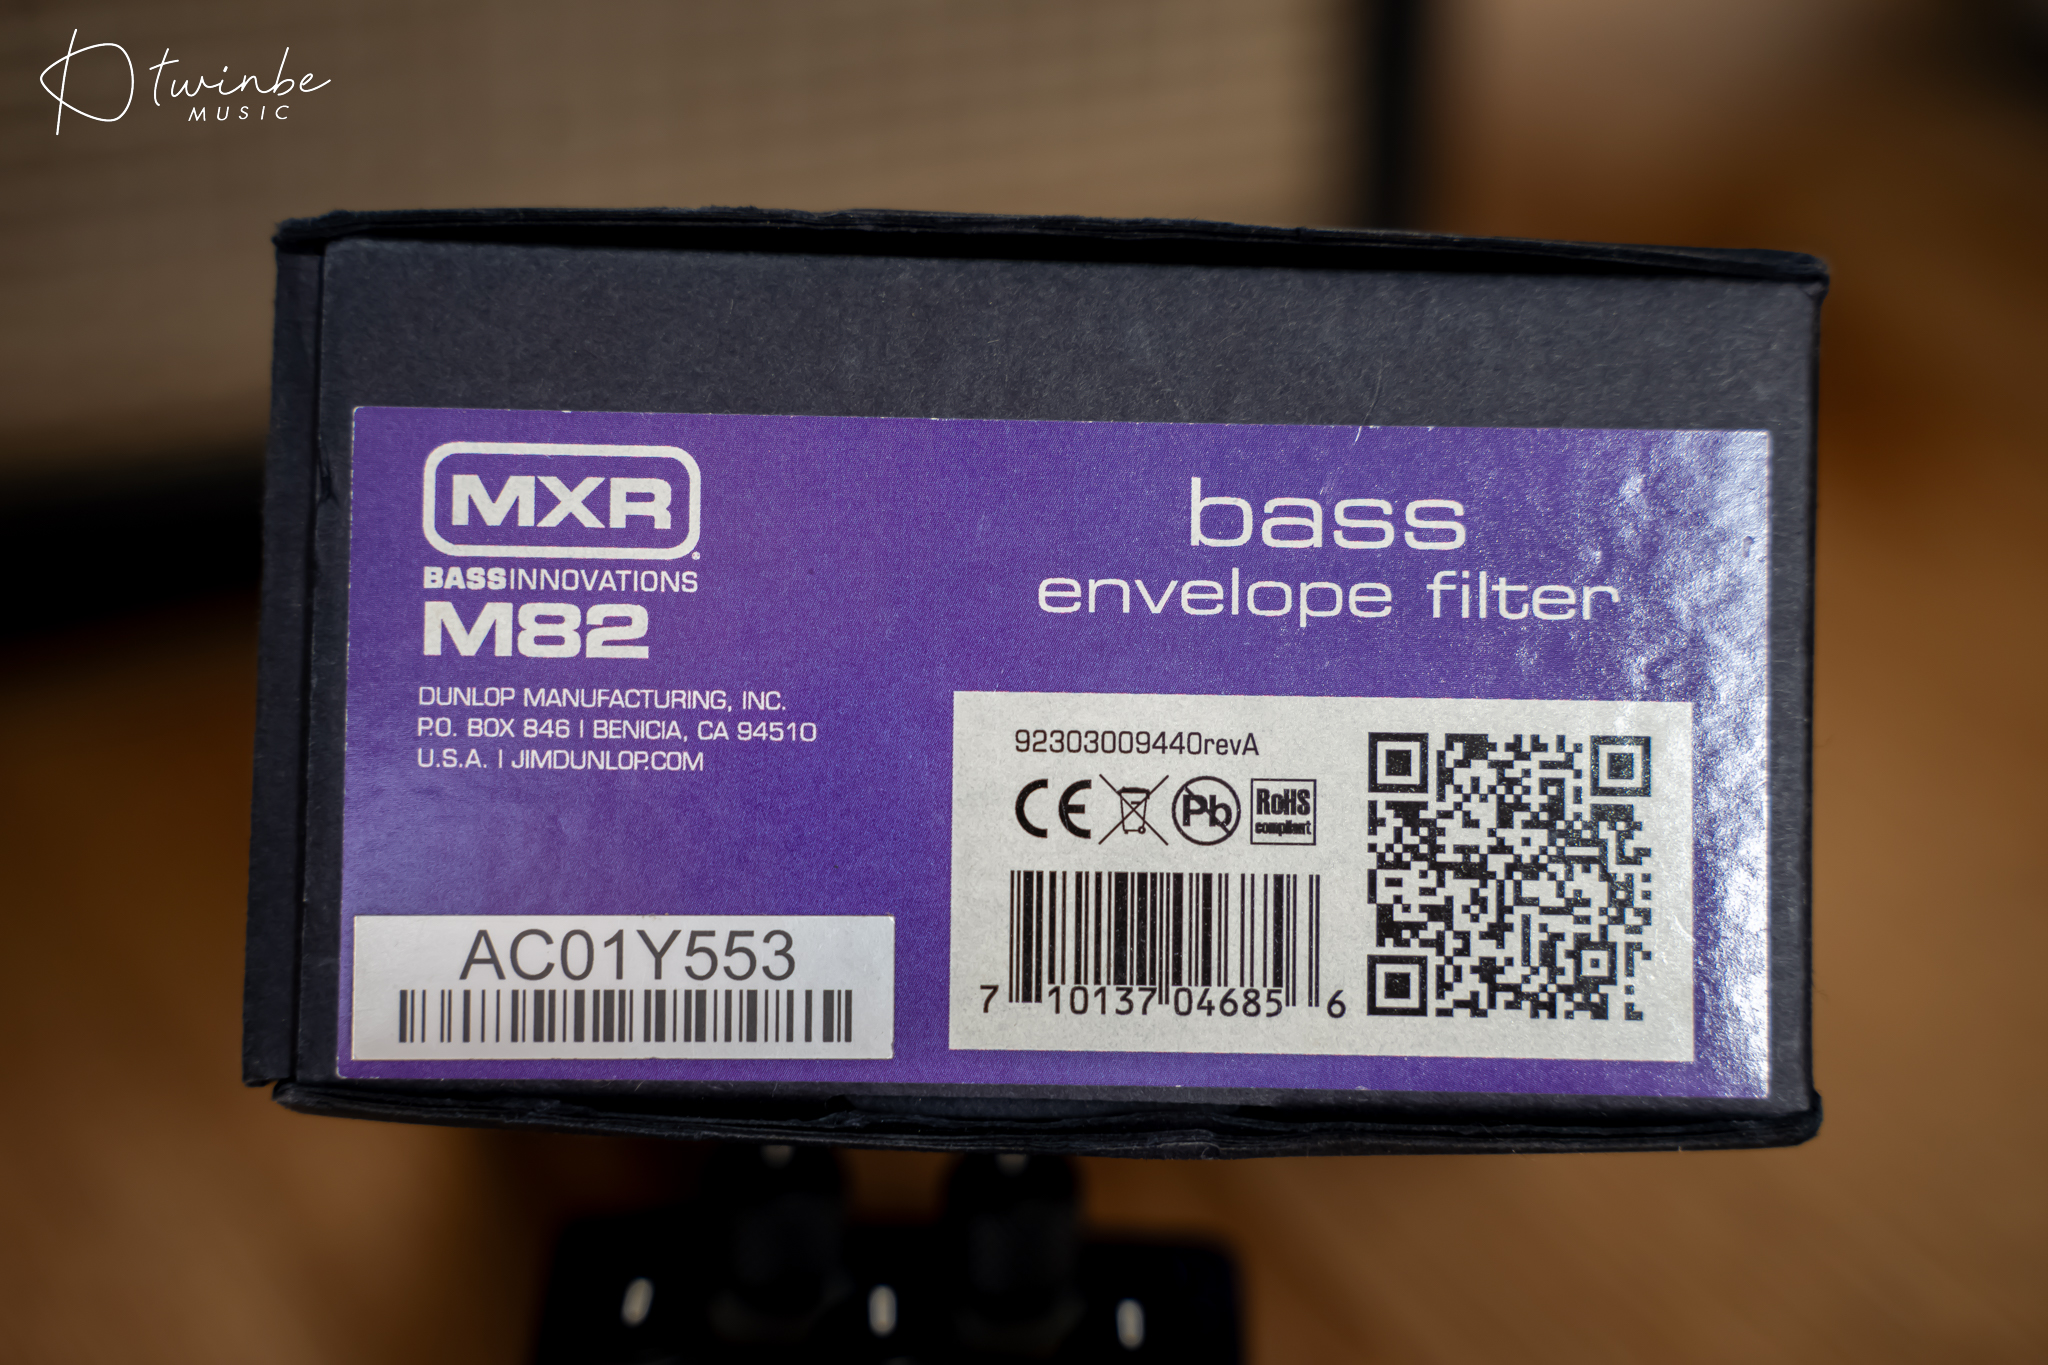 twinbe
MUSIC
MXR
BASSINNOVATIONS
M82
DUNLOP MANUFACTURING, INC.
P.O. BOX 846 | BENICIA, CA 94510
U.S.A. | JIMDUNLOP.COM
AC01Y553
bass
envelope filter
92303009440revA
CE
Pb
RoHS
compliant
7 10137 04685 6